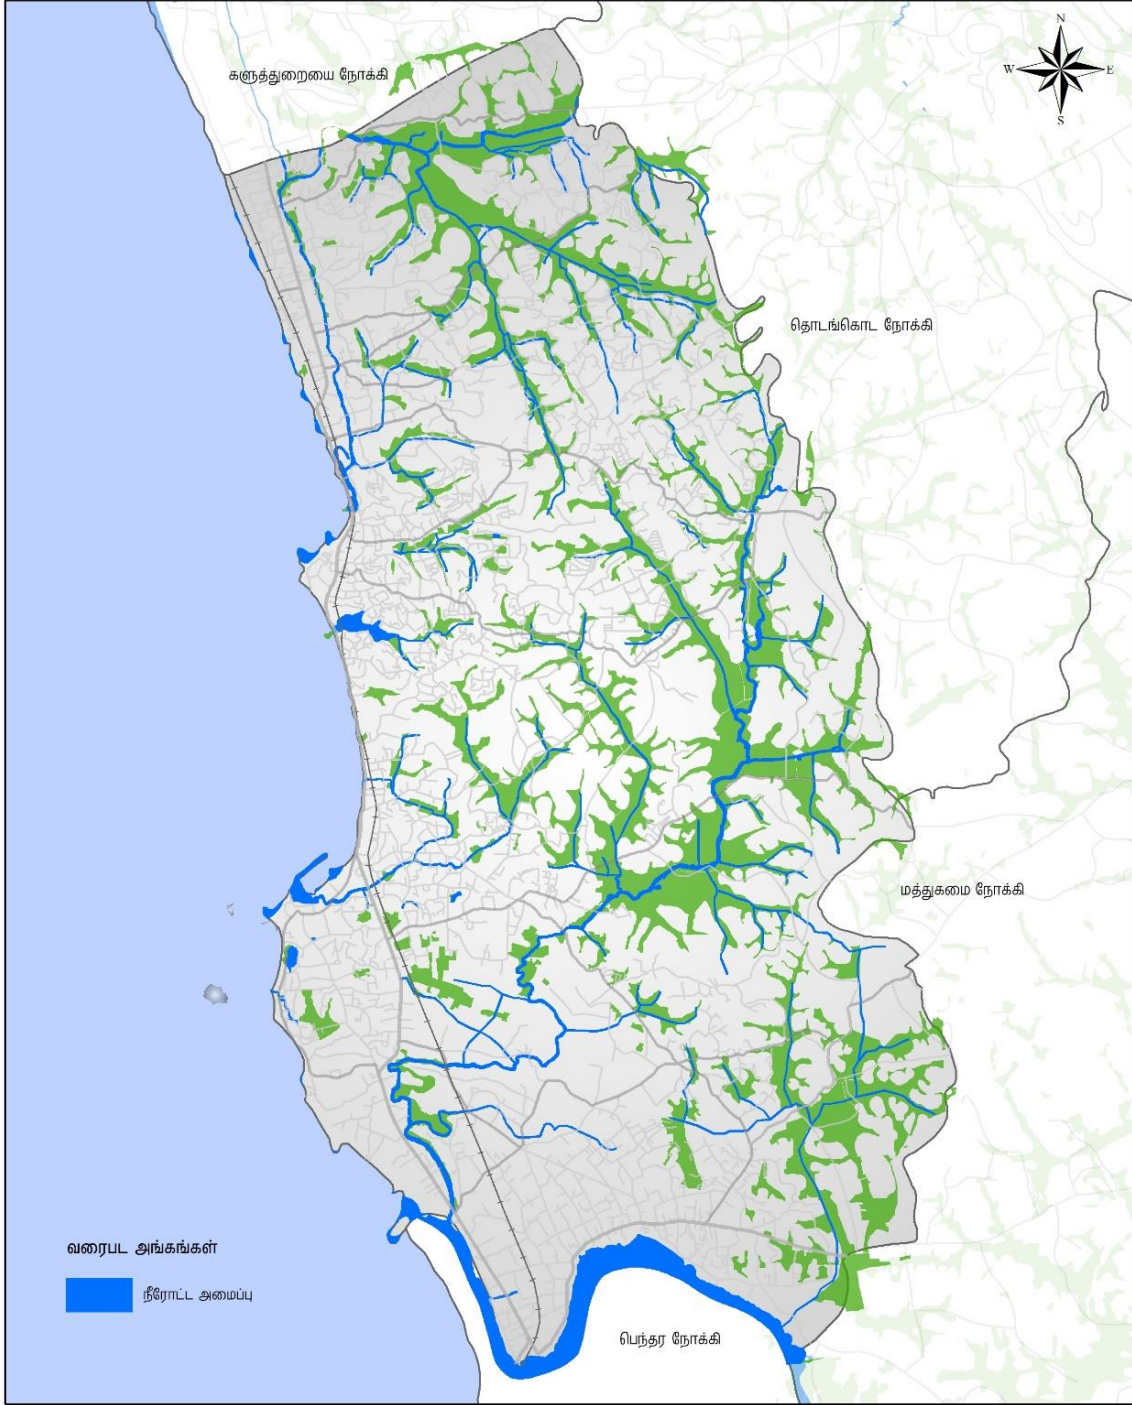 N
W E
S
களுத்துறையை நோக்கி
தொடங்கொட நோக்கி
மத்துகமை நோக்கி
வரைபட அங்கங்கள்
நீரோட்ட அமைப்பு
பெந்தர நோக்கி